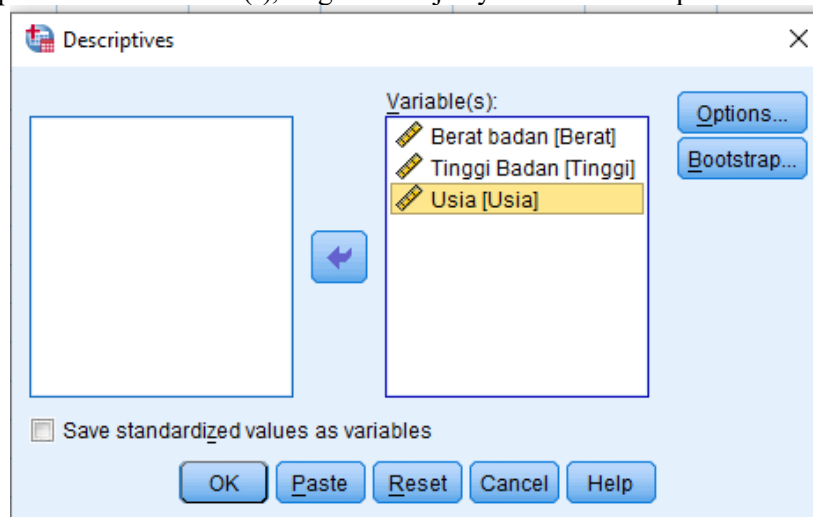 Descriptives
Variable(s):
Berat badan [Berat]
Tinggi Badan [Tinggi]
Usia [Usia]
Options...
Bootstrap...
Save standardized values as variables
OK Paste Reset Cancel Help